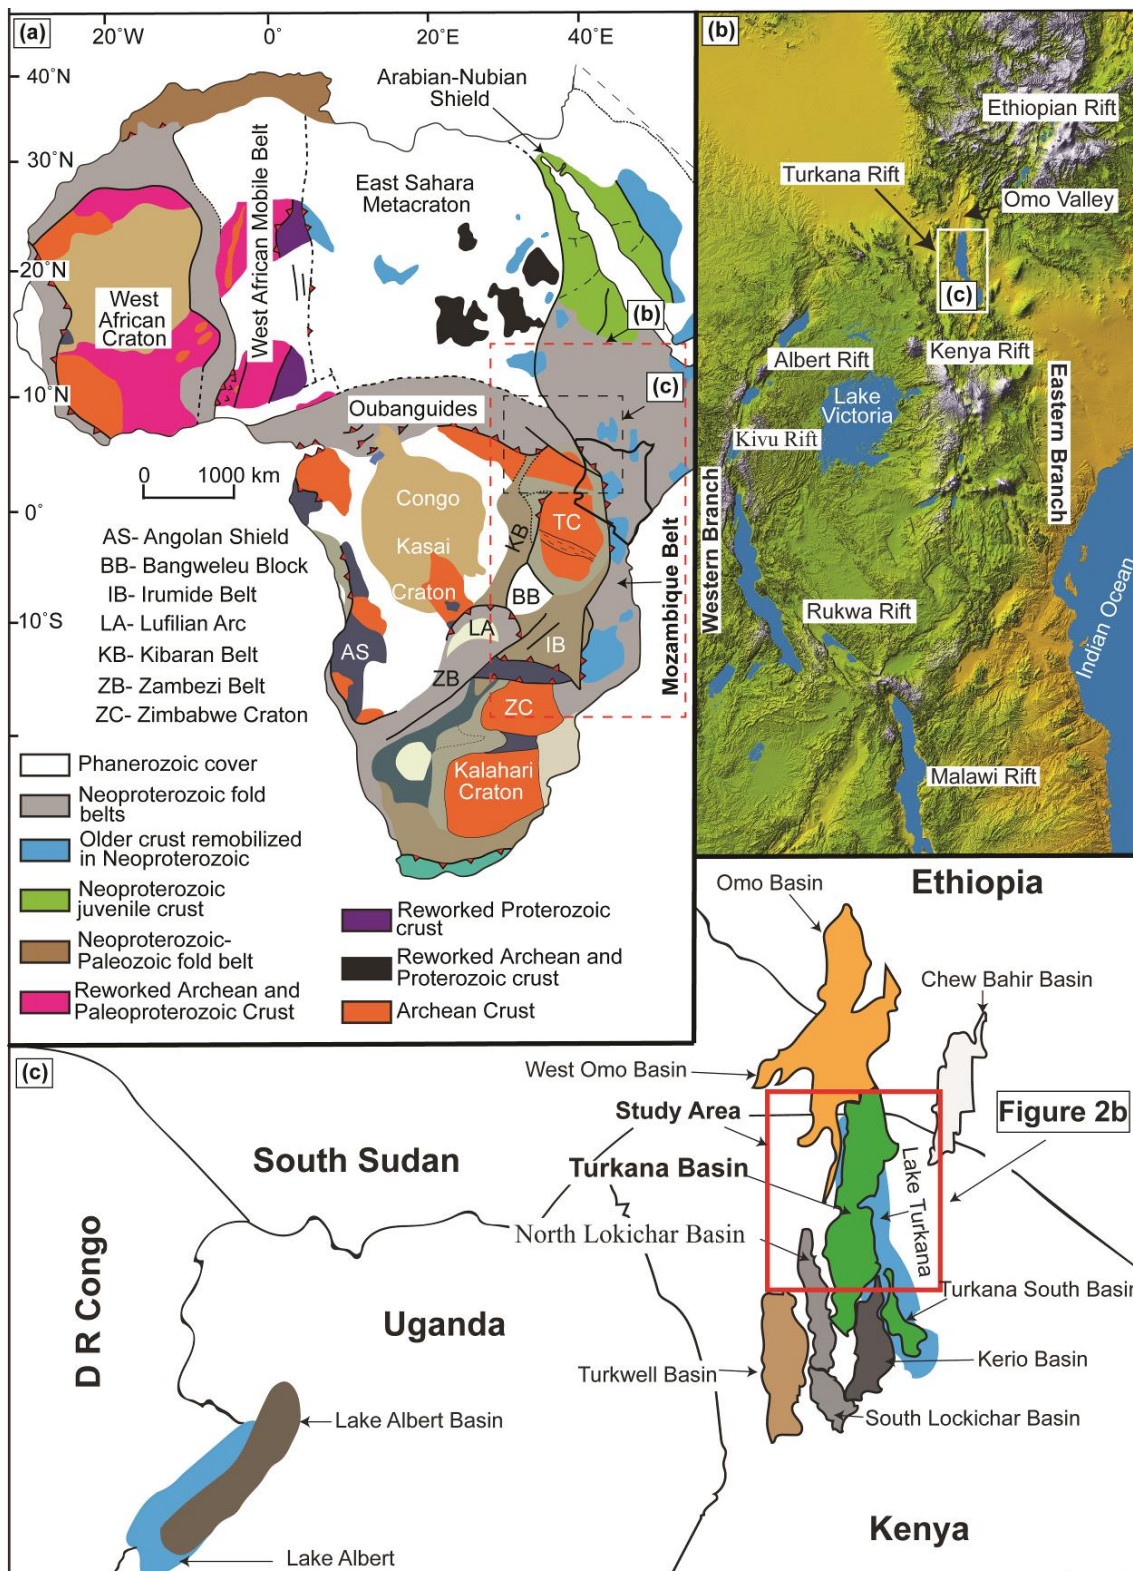 (a)
20˚W
0˚
20˚E
40˚E
40˚N
30˚N
20˚N
10˚N
0˚
10˚S
Arabian-Nubian
Shield
West African Mobile Belt
East Sahara
Metacraton
West
African
Craton
(b)
(c)
Oubanguides
0 1000 km
Congo
Kasai
Craton
KB
TC
BB
LA
IB
AS
ZB
ZC
Kalahari
Craton
Mozambique Belt
AS- Angolan Shield
BB- Bangweleu Block
IB- Irumide Belt
LA- Lufilian Arc
KB- Kibaran Belt
ZB- Zambezi Belt
ZC- Zimbabwe Craton
Phanerozoic cover
Neoproterozoic fold
belts
Older crust remobilized
in Neoproterozoic
Neoproterozoic
juvenile crust
Neoproterozoic-
Paleozoic fold belt
Reworked Archean and
Paleoproterozoic Crust
Reworked Proterozoic
crust
Reworked Archean and
Proterozoic crust
Archean Crust
(b)
Ethiopian Rift
Turkana Rift
Omo Valley
(c)
Albert Rift
Kenya Rift
Lake
Victoria
Kivu Rift
Eastern Branch
Western Branch
Rukwa Rift
Indian Ocean
Malawi Rift
(c)
Omo Basin
Ethiopia
Chew Bahir Basin
West Omo Basin
Study Area
Figure 2b
South Sudan
Turkana Basin
Lake Turkana
North Lokichar Basin
D R Congo
Uganda
Turkana South Basin
Turkwell Basin
Kerio Basin
South Lockichar Basin
Lake Albert Basin
Kenya
Lake Albert